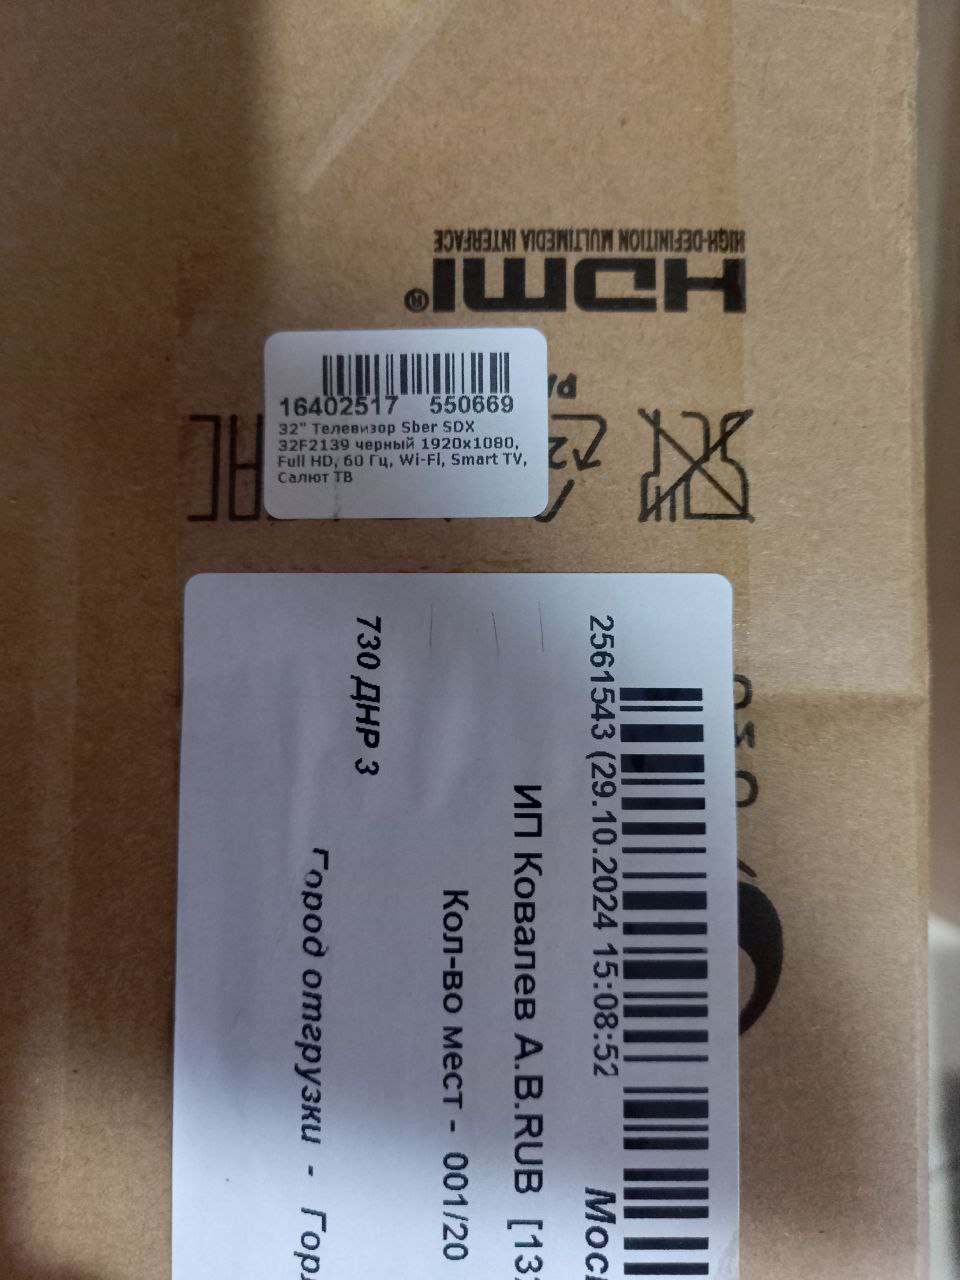 HIGH-DEFINITION MULTIMEDIA INTERFACE
HDMI®
16402517 550669
32" Телевизор Sber SDX
32F2139 черный 1920x1080,
Full HD, 60 Гц, Wi-Fi, Smart TV,
Салют ТВ
2561543 (29.10.2024 15:08:52
ИП Ковалев А.В.RUB [13
Кол-во мест - 001/20
730 ДНР 3
Город отгрузки -